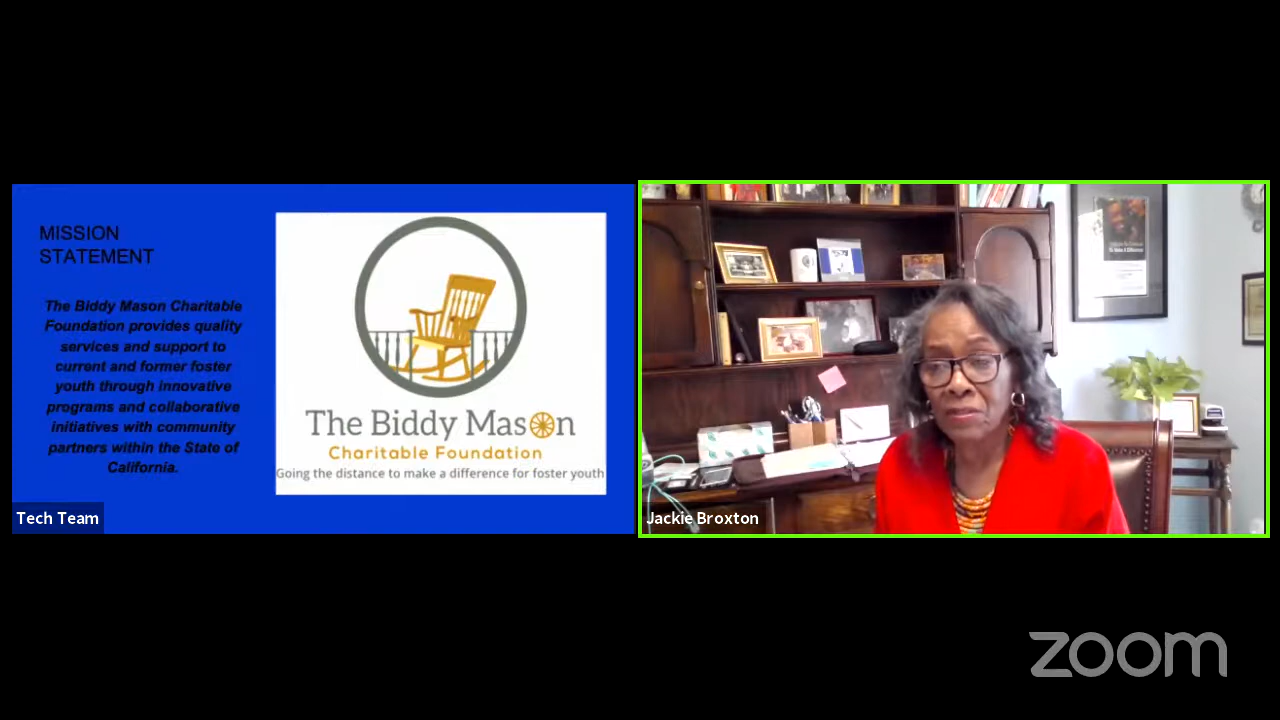 MISSION
STATEMENT
The Biddy Mason Charitable
Foundation provides quality
services and support to
current and former foster
youth through innovative
programs and collaborative
initiatives with community
partners within the State of
California.
The Biddy Mason
Charitable Foundation
Going the distance to make a difference for foster youth
Tech Team
Jackie Broxton
zoom